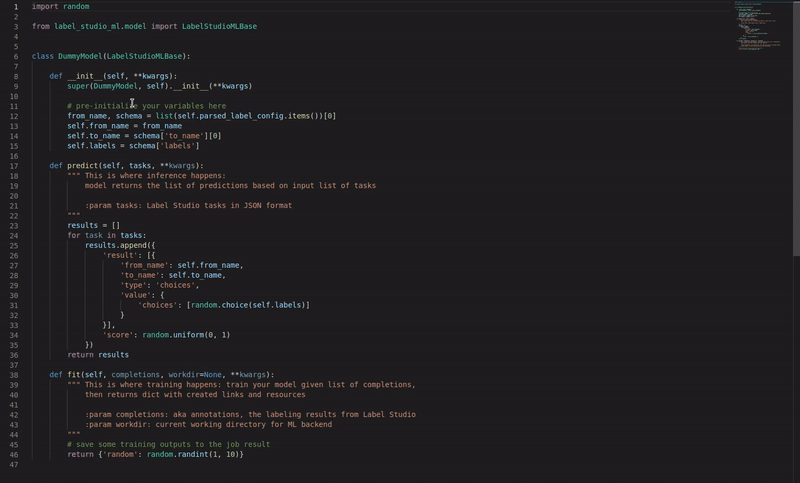 1 import random
2
3 from label_studio_ml.model import LabelStudioMLBase
4
5
6 class DummyModel(LabelStudioMLBase):
7
8     def __init__(self, **kwargs):
9         super(DummyModel, self).__init__(**kwargs)
10
11         # pre-initialize your variables here
12         from_name, schema = list(self.parsed_label_config.items())[0]
13         self.from_name = from_name
14         self.to_name = schema['to_name'][0]
15         self.labels = schema['labels']
16
17     def predict(self, tasks, **kwargs):
18         """ This is where inference happens:
19             model returns the list of predictions based on input list of tasks
20
21             :param tasks: Label Studio tasks in JSON format
22         """
23         results = []
24         for task in tasks:
25             results.append({
26                 'result': [{
27                     'from_name': self.from_name,
28                     'to_name': self.to_name,
29                     'type': 'choices',
30                     'value': {
31                         'choices': [random.choice(self.labels)]
32                     }
33                 }],
34                 'score': random.uniform(0, 1)
35             })
36         return results
37
38     def fit(self, completions, workdir=None, **kwargs):
39         """ This is where training happens: train your model given list of completions,
40             then returns dict with created links and resources
41
42             :param completions: aka annotations, the labeling results from Label Studio
43             :param workdir: current working directory for ML backend
44         """
45         # save some training outputs to the job result
46         return {'random': random.randint(1, 10)}
47